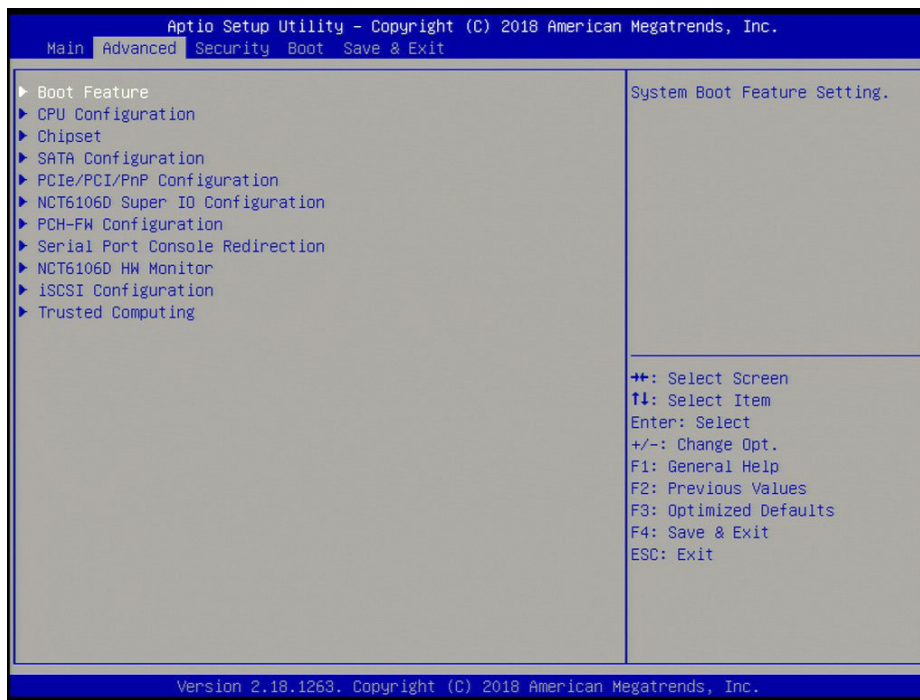 Aptio Setup Utility – Copyright (C) 2018 American Megatrends, Inc.
Main Advanced Security Boot Save & Exit
▶ Boot Feature
▶ CPU Configuration
▶ Chipset
▶ SATA Configuration
▶ PCIe/PCI/PnP Configuration
▶ NCT6106D Super IO Configuration
▶ PCH-FW Configuration
▶ Serial Port Console Redirection
▶ NCT6106D HW Monitor
▶ iSCSI Configuration
▶ Trusted Computing
System Boot Feature Setting.
→←: Select Screen
↑↓: Select Item
Enter: Select
+/-: Change Opt.
F1: General Help
F2: Previous Values
F3: Optimized Defaults
F4: Save & Exit
ESC: Exit
Version 2.18.1263. Copyright (C) 2018 American Megatrends, Inc.